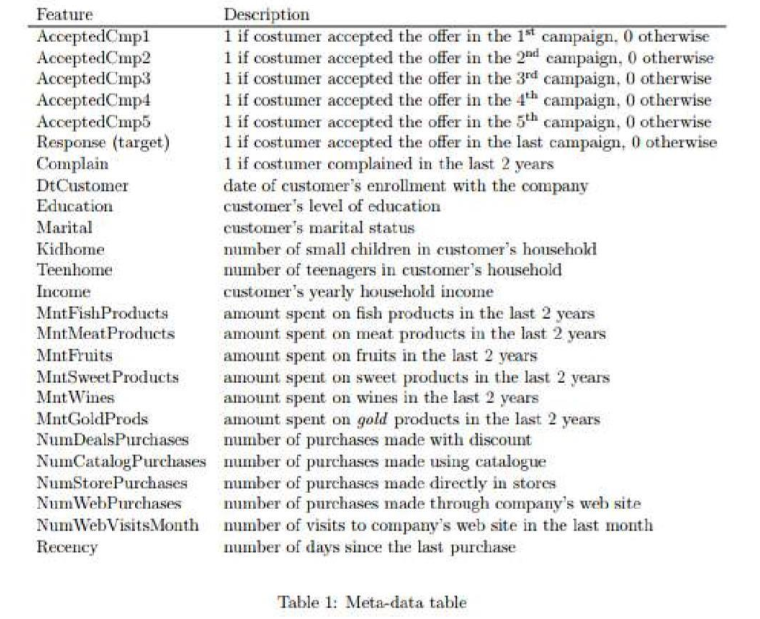 Feature Description
AcceptedCmp1 1 if costumer accepted the offer in the 1st campaign, 0 otherwise
AcceptedCmp2 1 if costumer accepted the offer in the 2nd campaign, 0 otherwise
AcceptedCmp3 1 if costumer accepted the offer in the 3rd campaign, 0 otherwise
AcceptedCmp4 1 if costumer accepted the offer in the 4th campaign, 0 otherwise
AcceptedCmp5 1 if costumer accepted the offer in the 5th campaign, 0 otherwise
Response (target) 1 if costumer accepted the offer in the last campaign, 0 otherwise
Complain 1 if costumer complained in the last 2 years
DtCustomer date of customer's enrollment with the company
Education customer's level of education
Marital customer's marital status
Kidhome number of small children in customer's household
Teenhome number of teenagers in customer's household
Income customer's yearly household income
MntFishProducts amount spent on fish products in the last 2 years
MntMeatProducts amount spent on meat products in the last 2 years
MntFruits amount spent on fruits in the last 2 years
MntSweetProducts amount spent on sweet products in the last 2 years
MntWines amount spent on wines in the last 2 years
MntGoldProds amount spent on gold products in the last 2 years
NumDealsPurchases number of purchases made with discount
NumCatalogPurchases number of purchases made using catalogue
NumStorePurchases number of purchases made directly in stores
NumWebPurchases number of purchases made through company's web site
NumWebVisitsMonth number of visits to company's web site in the last month
Recency number of days since the last purchase
Table 1: Meta-data table